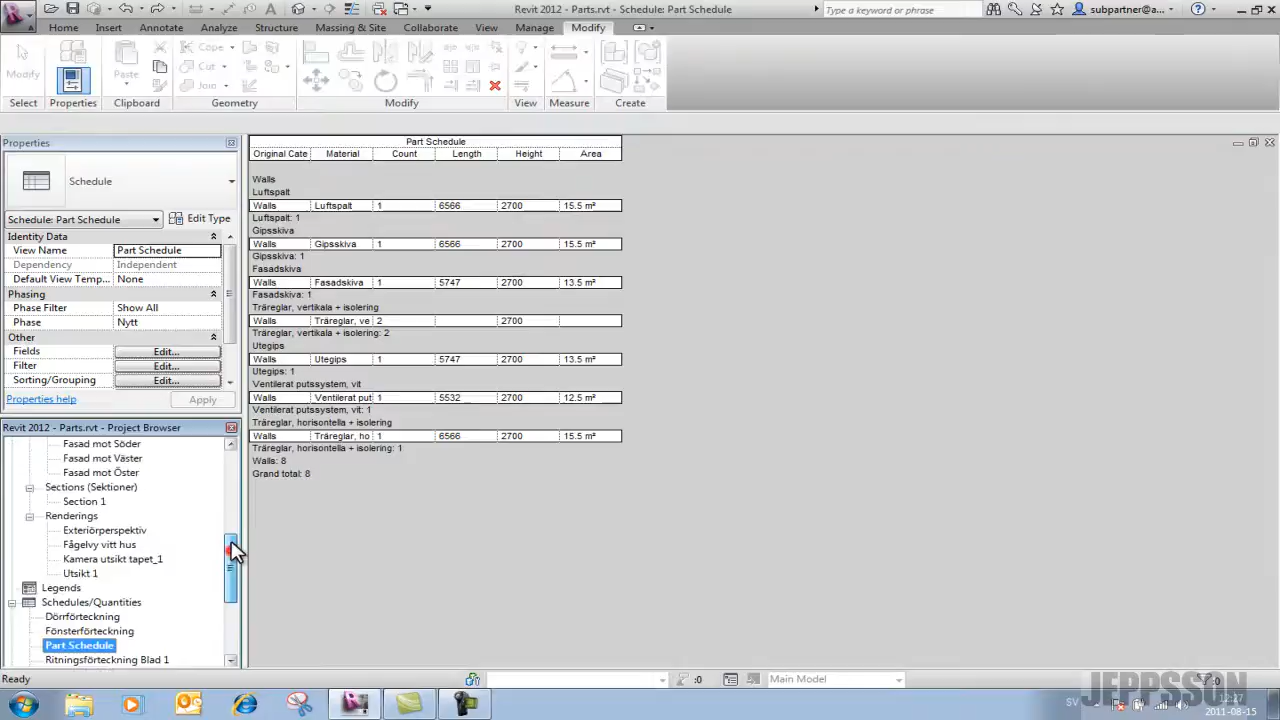 Revit 2012 - Parts.rvt - Schedule: Part Schedule
Type a keyword or phrase
subpartner@a...
Home Insert Annotate Analyze Structure Massing & Site Collaborate View Manage Modify
Modify Paste Cope Cut Join
Select Properties Clipboard Geometry Modify View Measure Create
Properties
Schedule
Schedule: Part Schedule
Edit Type
Identity Data
View Name Part Schedule
Dependency Independent
Default View Temp... None
Phasing
Phase Filter Show All
Phase Nytt
Other
Fields Edit...
Filter Edit...
Sorting/Grouping Edit...
Properties help Apply
Revit 2012 - Parts.rvt - Project Browser
Fasad mot Söder
Fasad mot Väster
Fasad mot Öster
Sections (Sektioner)
Section 1
Renderings
Exteriörperspektiv
Fågelvy vitt hus
Kamera utsikt tapet_1
Utsikt 1
Legends
Schedules/Quantities
Dörrförteckning
Fönsterförteckning
Part Schedule
Ritningsförteckning Blad 1
Part Schedule
Original Cate Material Count Length Height Area
Walls
Luftspalt
Walls Luftspalt 1 6566 2700 15.5 m²
Luftspalt: 1
Gipsskiva
Walls Gipsskiva 1 6566 2700 15.5 m²
Gipsskiva: 1
Fasadskiva
Walls Fasadskiva 1 5747 2700 13.5 m²
Fasadskiva: 1
Träreglar, vertikala + isolering
Walls Träreglar, ve 2 2700
Träreglar, vertikala + isolering: 2
Utegips
Walls Utegips 1 5747 2700 13.5 m²
Utegips: 1
Ventilerat putssystem, vit
Walls Ventilerat put 1 5532 2700 12.5 m²
Ventilerat putssystem, vit: 1
Träreglar, horisontella + isolering
Walls Träreglar, ho 1 6566 2700 15.5 m²
Träreglar, horisontella + isolering: 1
Walls: 8
Grand total: 8
Ready
:0
Main Model
SV
JEPPSSON
12:27
2011-08-15